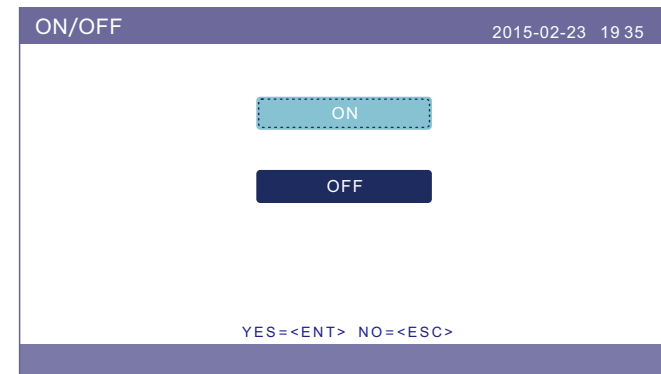 ON/OFF 2015-02-23 19 35
ON
OFF
YES=<ENT> NO=<ESC>